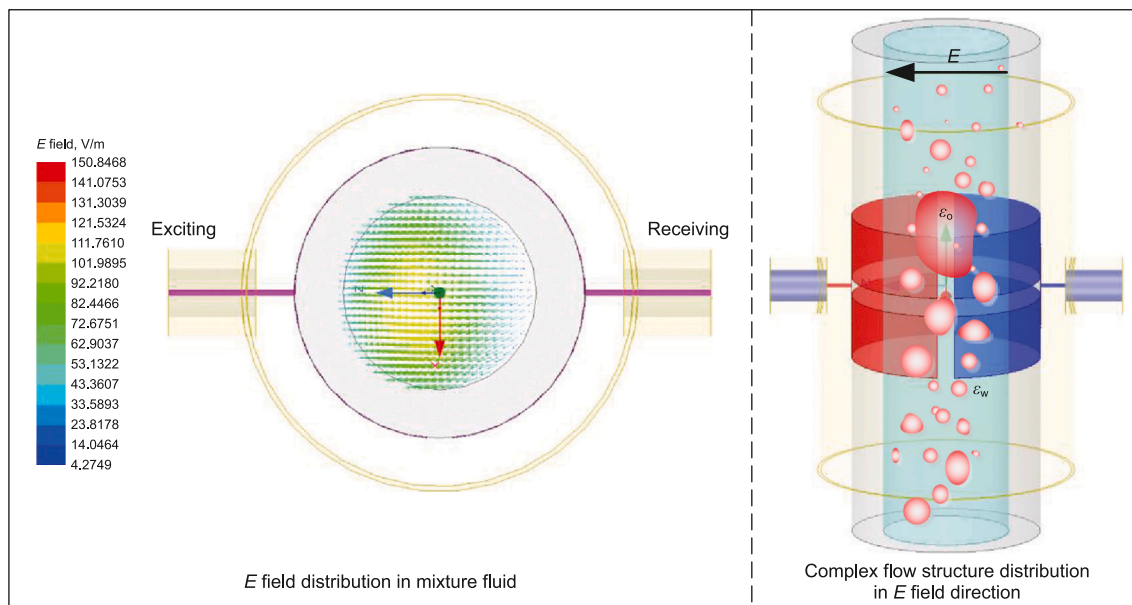 E field, V/m
150.8468
141.0753
131.3039
121.5324
111.7610
101.9895
92.2180
82.4466
72.6751
62.9037
53.1322
43.3607
33.5893
23.8178
14.0464
4.2749
Exciting
Receiving
z
x
E field distribution in mixture fluid
E
εo
εw
Complex flow structure distribution
in E field direction